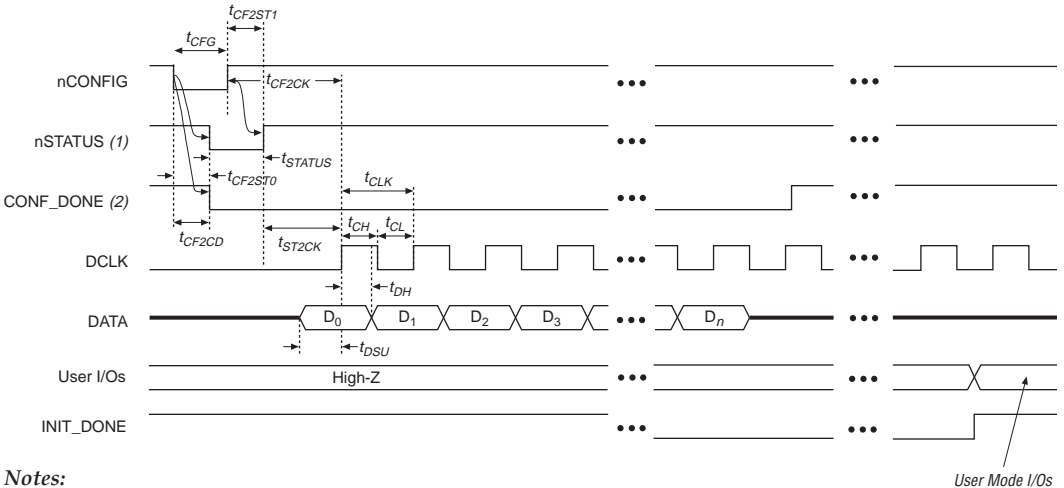 tCF2ST1
tCFG
nCONFIG
tCF2CK
nSTATUS (1)
tSTATUS
tCF2ST0
tCLK
CONF_DONE (2)
tCF2CD
tST2CK
tCH
tCL
DCLK
tDH
DATA
D0
D1
D2
D3
Dn
tDSU
User I/Os
High-Z
INIT_DONE
Notes:
User Mode I/Os